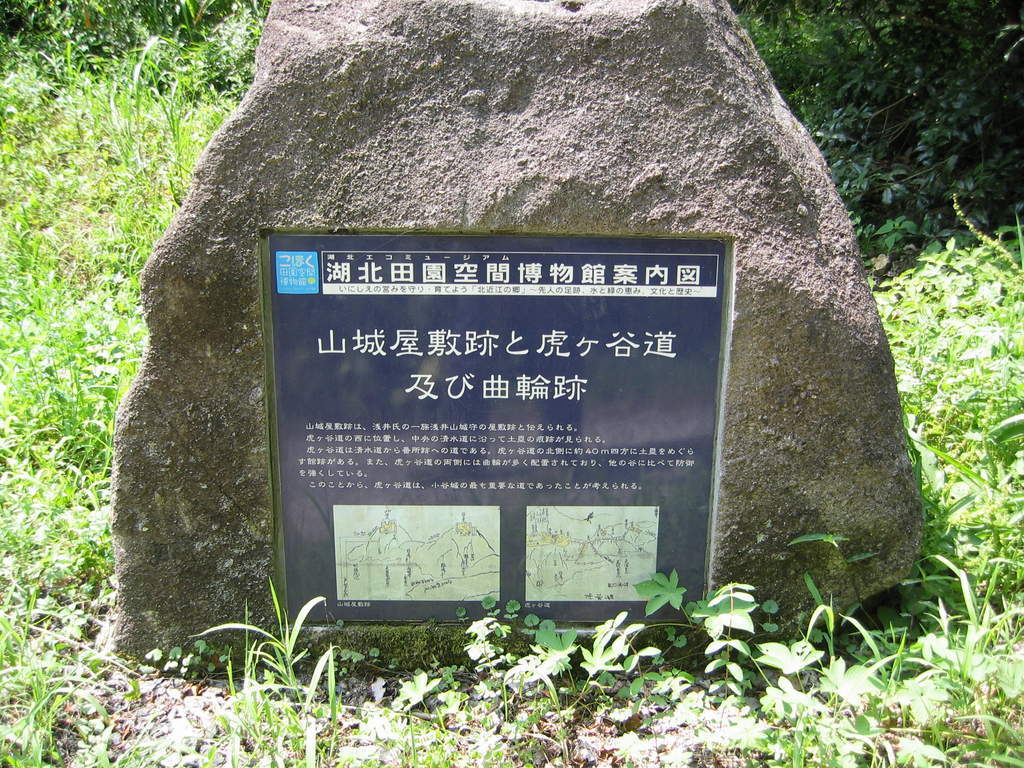 こほく
田園空間
博物館
湖北エコミュージアム
湖北田園空間博物館案内図
いにしえの営みを守り・育てよう「北近江の郷」～先人の足跡、水と緑の恵み、文化と歴史～
山城屋敷跡と虎ヶ谷道
及び曲輪跡
山城屋敷跡は、浅井氏の一族浅井山城守の屋敷跡と伝えられる。
虎ヶ谷道の西に位置し、中央の清水道に沿って土塁の痕跡が見られる。
虎ヶ谷道は清水道から番所跡への道である。虎ヶ谷道の北側に約40m四方に土塁をめぐら
す館跡がある。また、虎ヶ谷道の両側には曲輪が多く配置されており、他の谷に比べて防御
を強くしている。
このことから、虎ヶ谷道は、小谷城の最も重要な道であったことが考えられる。
山城屋敷跡
虎ヶ谷道